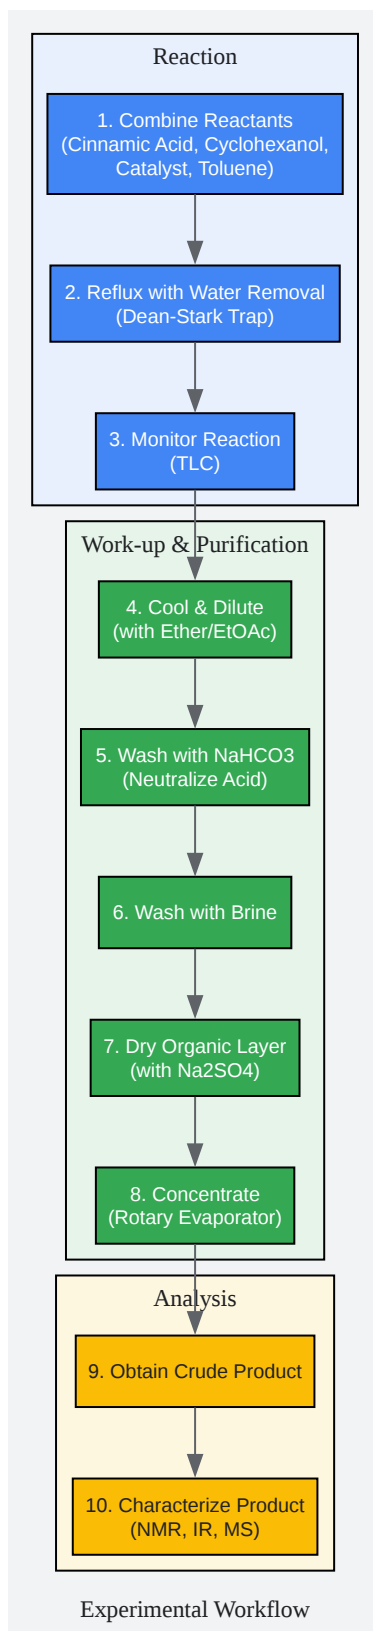 Reaction
1. Combine Reactants
(Cinnamic Acid, Cyclohexanol,
Catalyst, Toluene)
2. Reflux with Water Removal
(Dean-Stark Trap)
3. Monitor Reaction
(TLC)
Work-up & Purification
4. Cool & Dilute
(with Ether/EtOAc)
5. Wash with NaHCO3
(Neutralize Acid)
6. Wash with Brine
7. Dry Organic Layer
(with Na2SO4)
8. Concentrate
(Rotary Evaporator)
Analysis
9. Obtain Crude Product
10. Characterize Product
(NMR, IR, MS)
Experimental Workflow